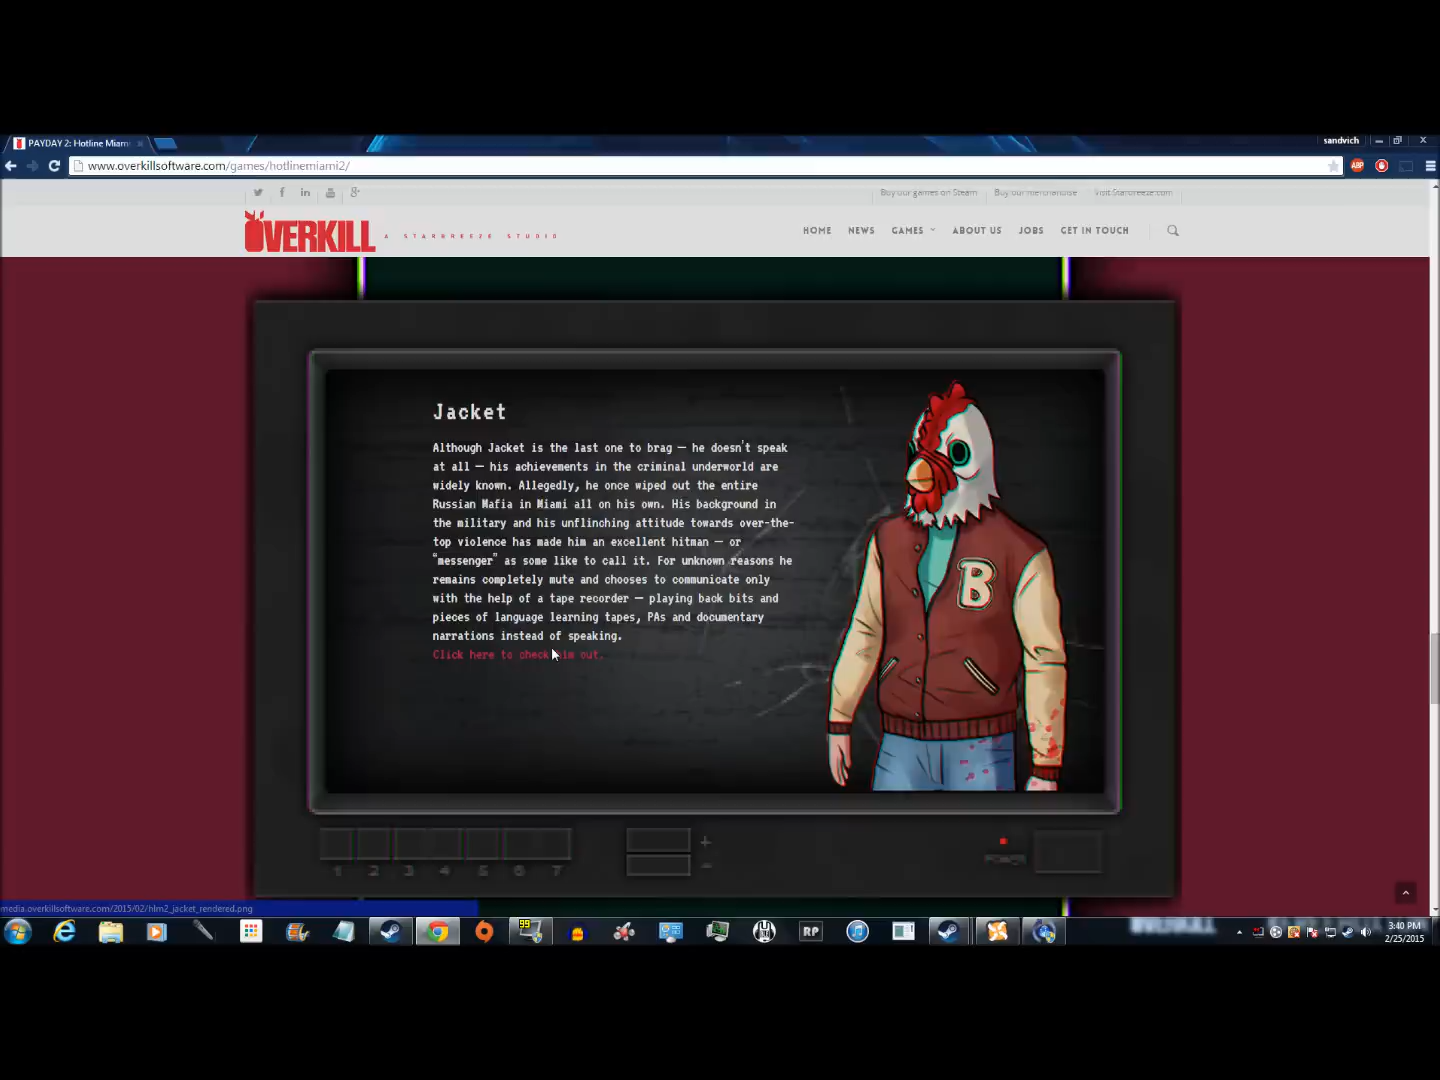 PAYDAY 2: Hotline Miami
sandvich
www.overkillsoftware.com/games/hotlinemiami2/
ABP
Buy our games on Steam
Buy our merchandise
Visit Starbreeze.com
OVERKILL
A STARBREEZE STUDIO
HOME
NEWS
GAMES
ABOUT US
JOBS
GET IN TOUCH
Jacket
Although Jacket is the last one to brag — he doesn't speak
at all — his achievements in the criminal underworld are
widely known. Allegedly, he once wiped out the entire
Russian Mafia in Miami all on his own. His background in
the military and his unflinching attitude towards over-the-
top violence has made him an excellent hitman — or
"messenger" as some like to call it. For unknown reasons he
remains completely mute and chooses to communicate only
with the help of a tape recorder — playing back bits and
pieces of language learning tapes, PAs and documentary
narrations instead of speaking.
Click here to check him out.
B
+
-
1 2 3 4 5 6 7
POWER
media.overkillsoftware.com/2015/02/hlm2_jacket_rendered.png
99
RP
OVERKILL
3:40 PM
2/25/2015